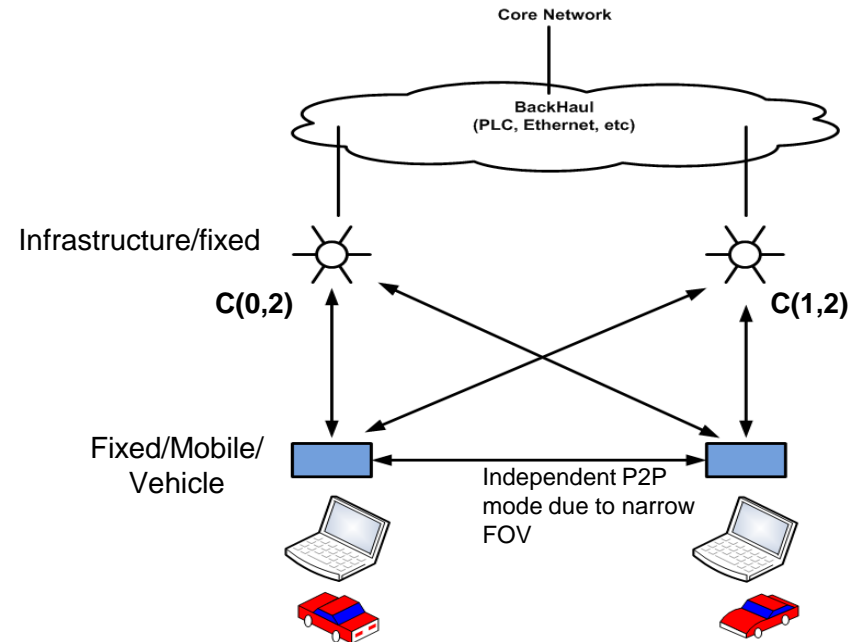 Core Network
BackHaul
(PLC, Ethernet, etc)
Infrastructure/fixed
C(0,2)
C(1,2)
Fixed/Mobile/
Vehicle
Independent P2P
mode due to narrow
FOV